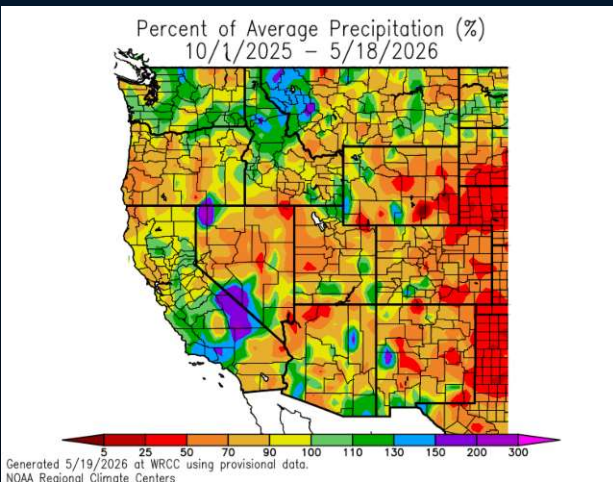 Percent of Average Precipitation (%)
10/1/2025 – 5/18/2026
5 25 50 70 90 100 110 130 150 200 300
Generated 5/19/2026 at WRCC using provisional data.
NOAA Regional Climate Centers